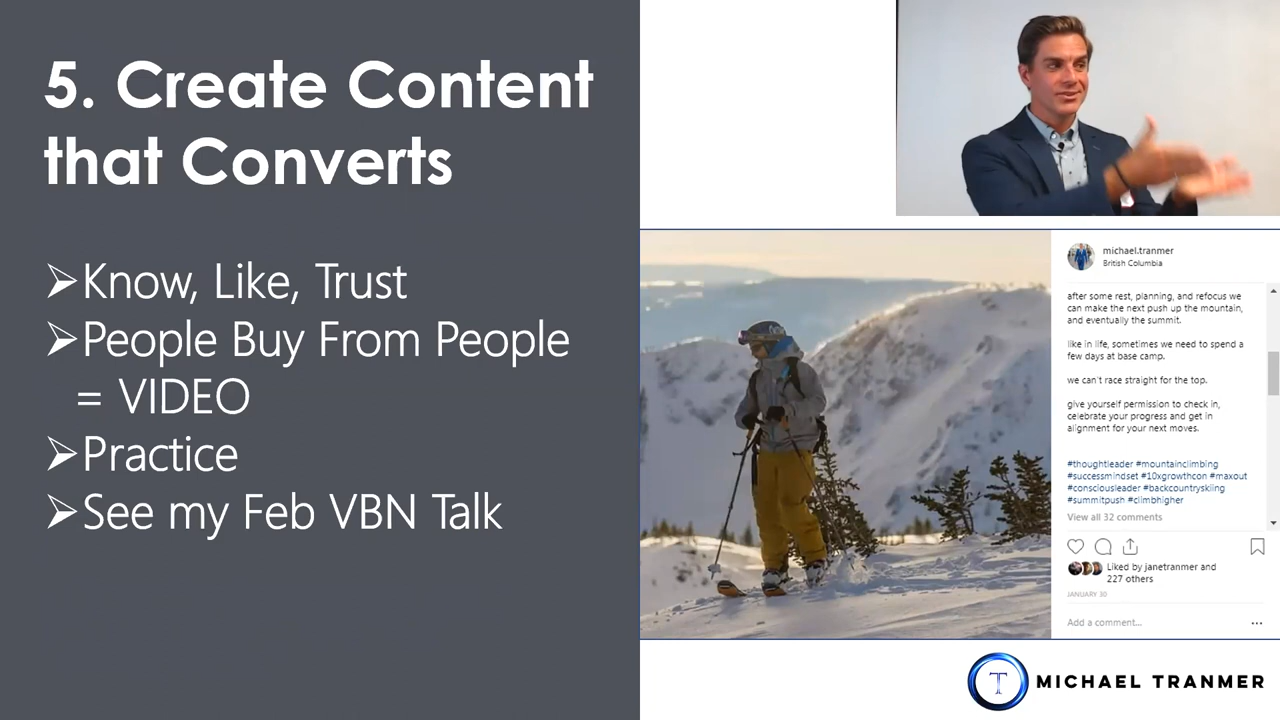 5. Create Content
that Converts
➢Know, Like, Trust
➢People Buy From People
= VIDEO
➢Practice
➢See my Feb VBN Talk
michael.tranmer
British Columbia
after some rest, planning, and refocus we
can make the next push up the mountain,
and eventually the summit.
like in life, sometimes we need to spend a
few days at base camp.
we can't race straight for the top.
give yourself permission to check in,
celebrate your progress and get in
alignment for your next moves.
#thoughtleader #mountainclimbing
#successmindset #10xgrowthcon #maxout
#consciousleader #backcountryskiing
#summitpush #climbhigher
View all 32 comments
Liked by janetranmer and
227 others
JANUARY 30
Add a comment...
T
MICHAEL TRANMER